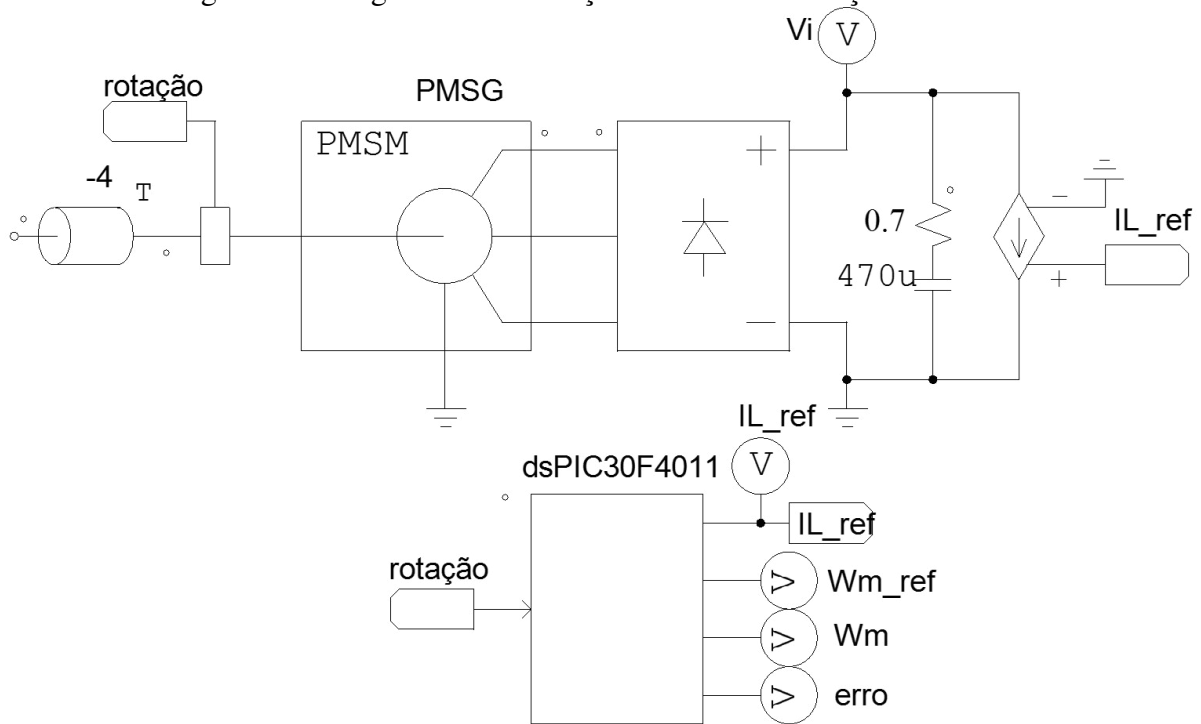 Vi
V
rotação
PMSG
PMSM
-4
T
+
−
0.7
470u
−
+
IL_ref
IL_ref
dsPIC30F4011
V
IL_ref
rotação
V
Wm_ref
V
Wm
V
erro